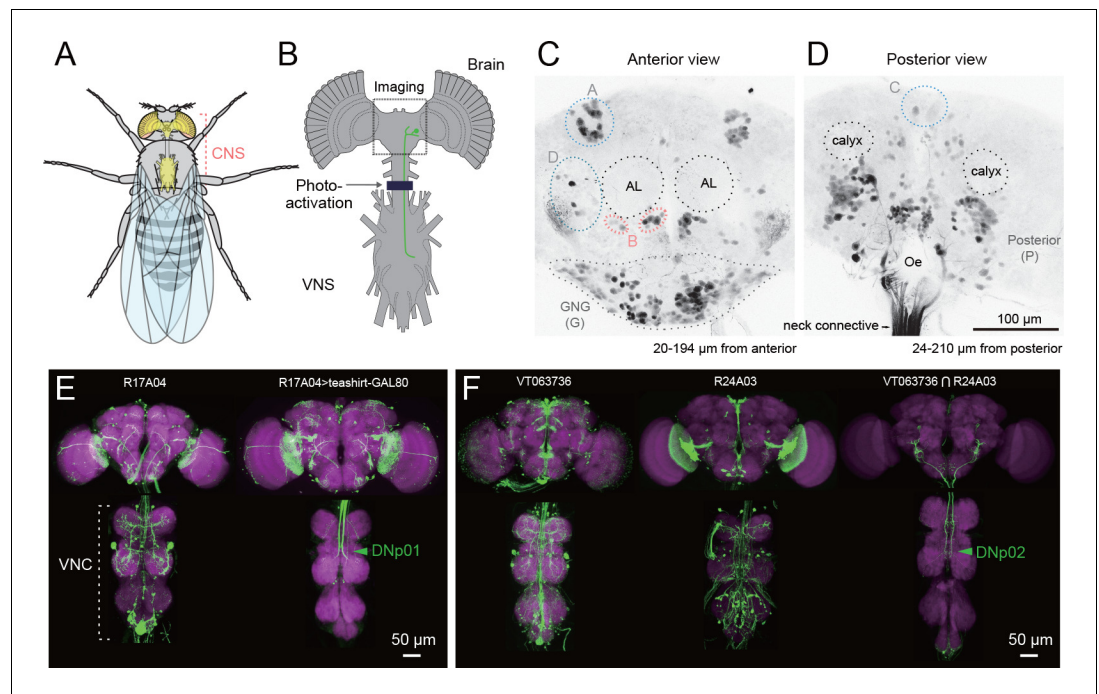 A
CNS
B
Brain
Imaging
Photo-
activation
VNS
C
Anterior view
A
D
AL
AL
B
GNG
(G)
20-194 µm from anterior
D
Posterior view
C
calyx
calyx
Posterior
(P)
Oe
neck connective
100 µm
24-210 µm from posterior
E
R17A04
R17A04>teashirt-GAL80
VNC
DNp01
50 µm
F
VT063736
R24A03
VT063736 ⋂ R24A03
DNp02
50 µm